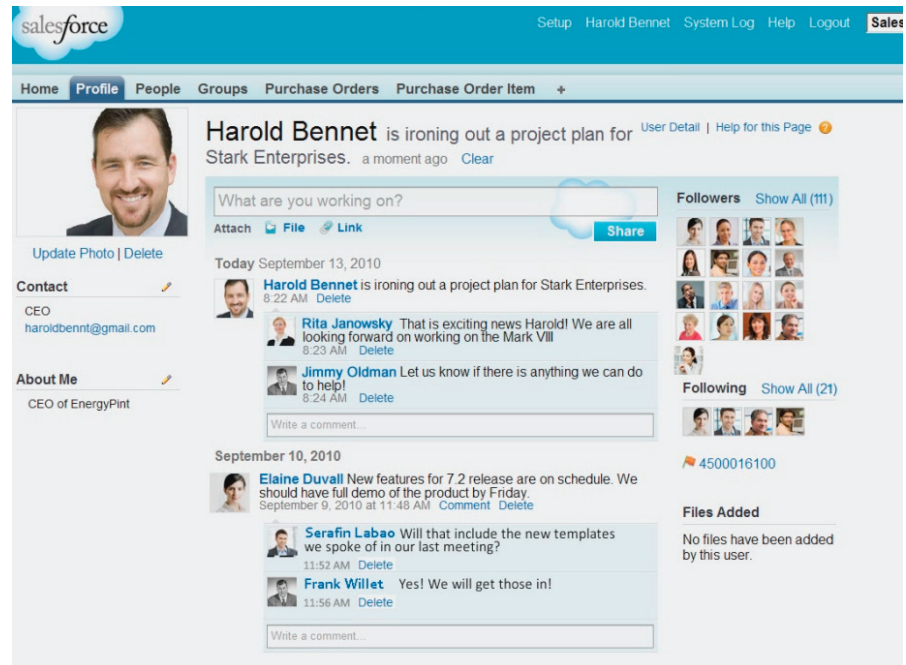 salesforce
Setup Harold Bennet System Log Help Logout Sales
Home Profile People Groups Purchase Orders Purchase Order Item +
Harold Bennet is ironing out a project plan for
Stark Enterprises. a moment ago Clear
User Detail | Help for this Page
What are you working on?
Attach File Link
Share
Update Photo | Delete
Contact
CEO
haroldbennt@gmail.com
About Me
CEO of EnergyPint
Today September 13, 2010
Harold Bennet is ironing out a project plan for Stark Enterprises.
8:22 AM Delete
Rita Janowsky That is exciting news Harold! We are all
looking forward on working on the Mark VIII
8:23 AM Delete
Jimmy Oldman Let us know if there is anything we can do
to help!
8:24 AM Delete
Write a comment...
September 10, 2010
Elaine Duvall New features for 7.2 release are on schedule. We
should have full demo of the product by Friday.
September 9, 2010 at 11:48 AM Comment Delete
Serafin Labao Will that include the new templates
we spoke of in our last meeting?
11:52 AM Delete
Frank Willet Yes! We will get those in!
11:56 AM Delete
Write a comment...
Followers Show All (111)
Following Show All (21)
4500016100
Files Added
No files have been added
by this user.